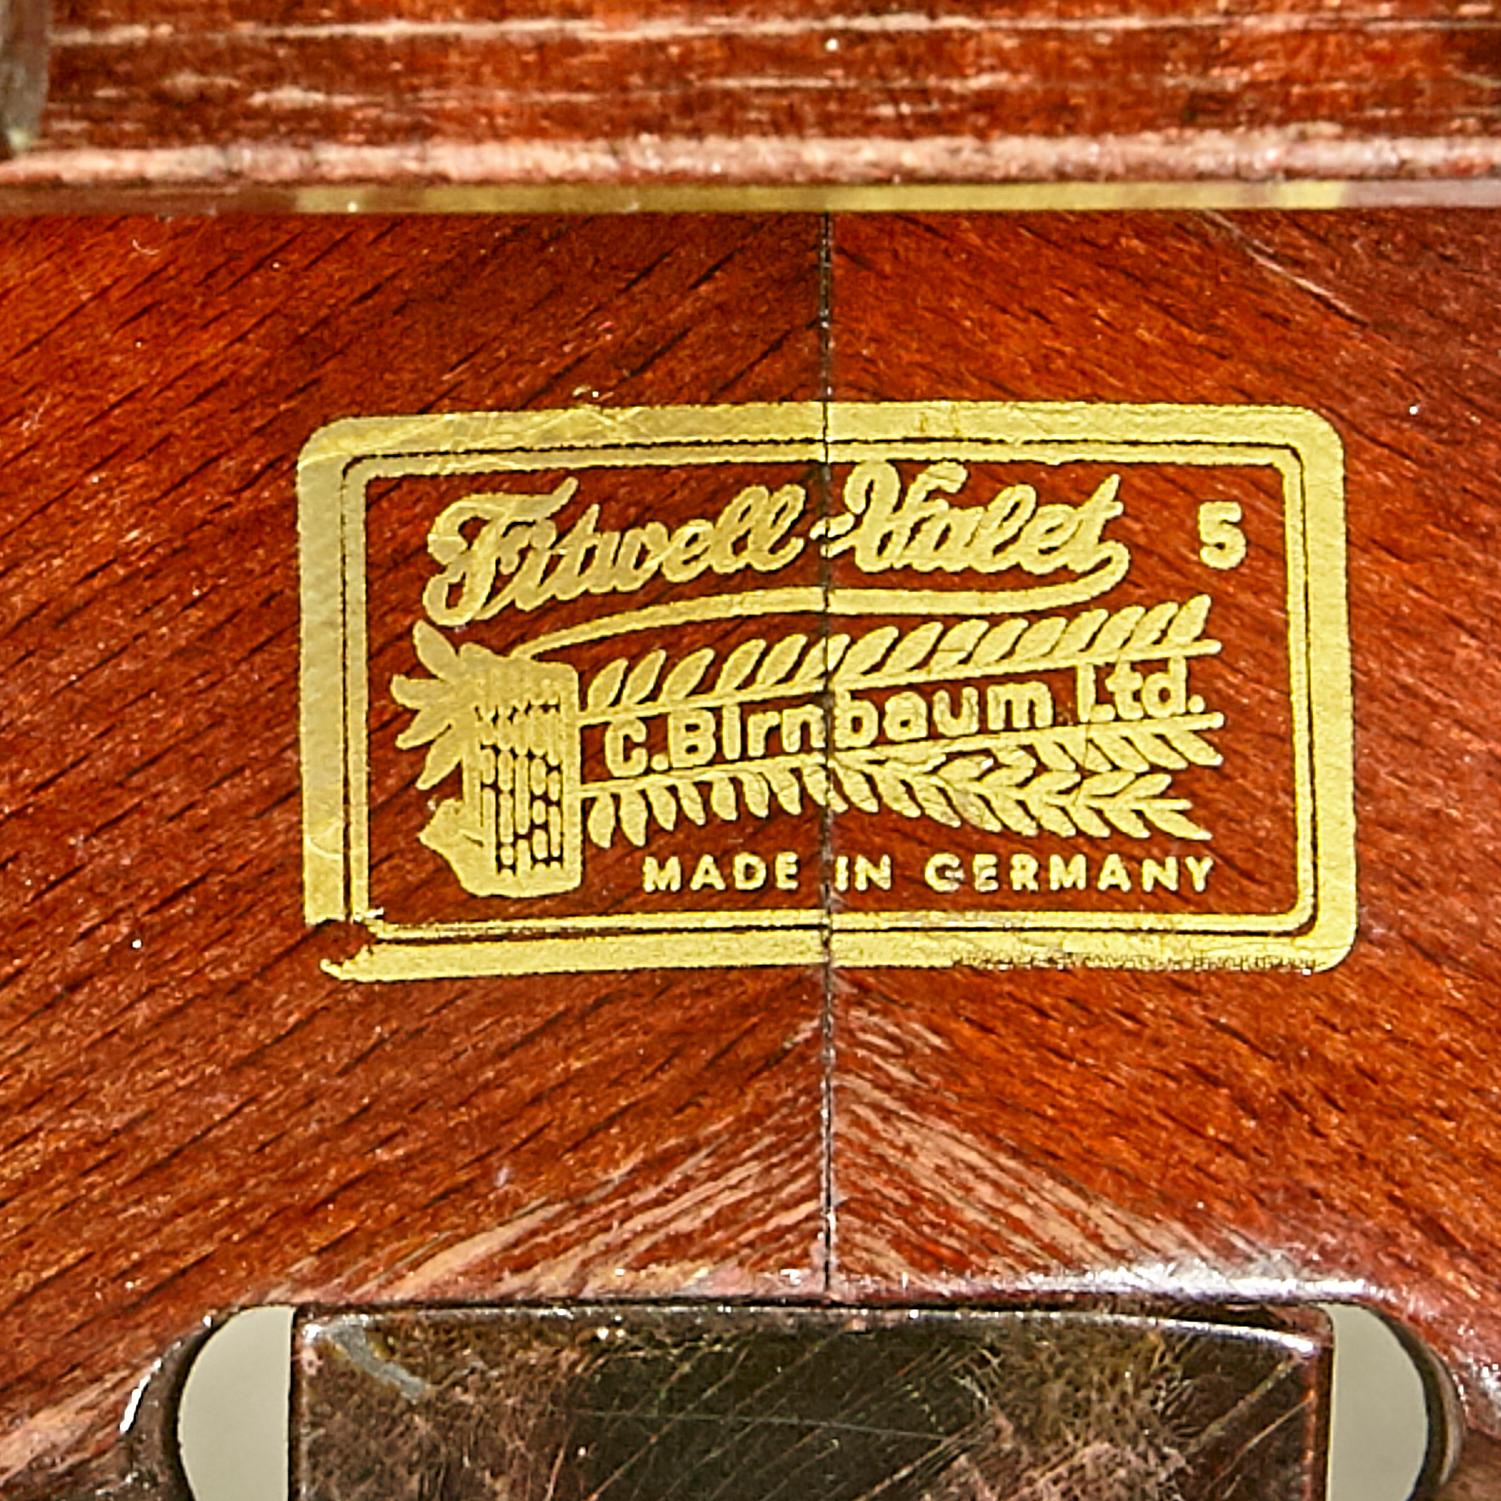 Fitwell-Valet 5
C.Birnbaum Ltd.
MADE IN GERMANY